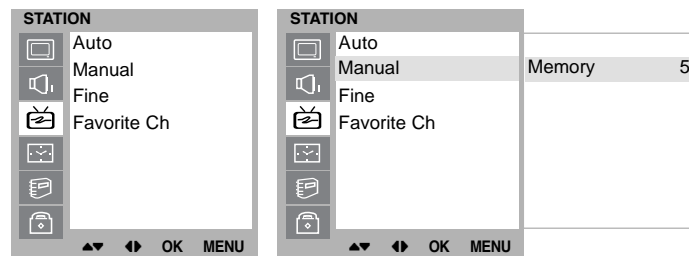 STATION
Auto
Manual
Fine
Favorite Ch
▲▼ ◀▶ OK MENU
STATION
Auto
Manual Memory 5
Fine
Favorite Ch
▲▼ ◀▶ OK MENU